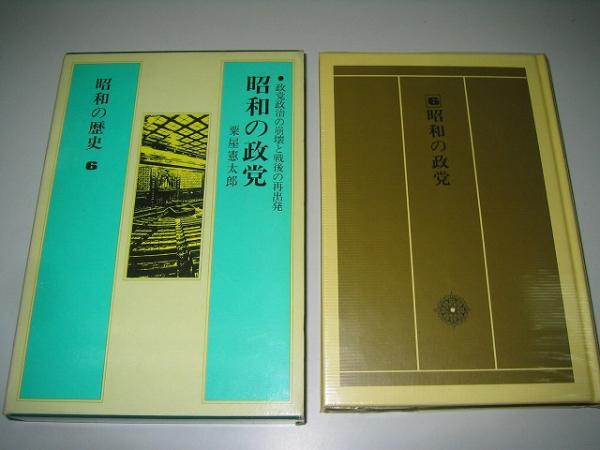 ●政党政治の崩壊と戦後の再出発
昭和の政党
粟屋憲太郎
昭和の歴史 6
6 昭和の政党